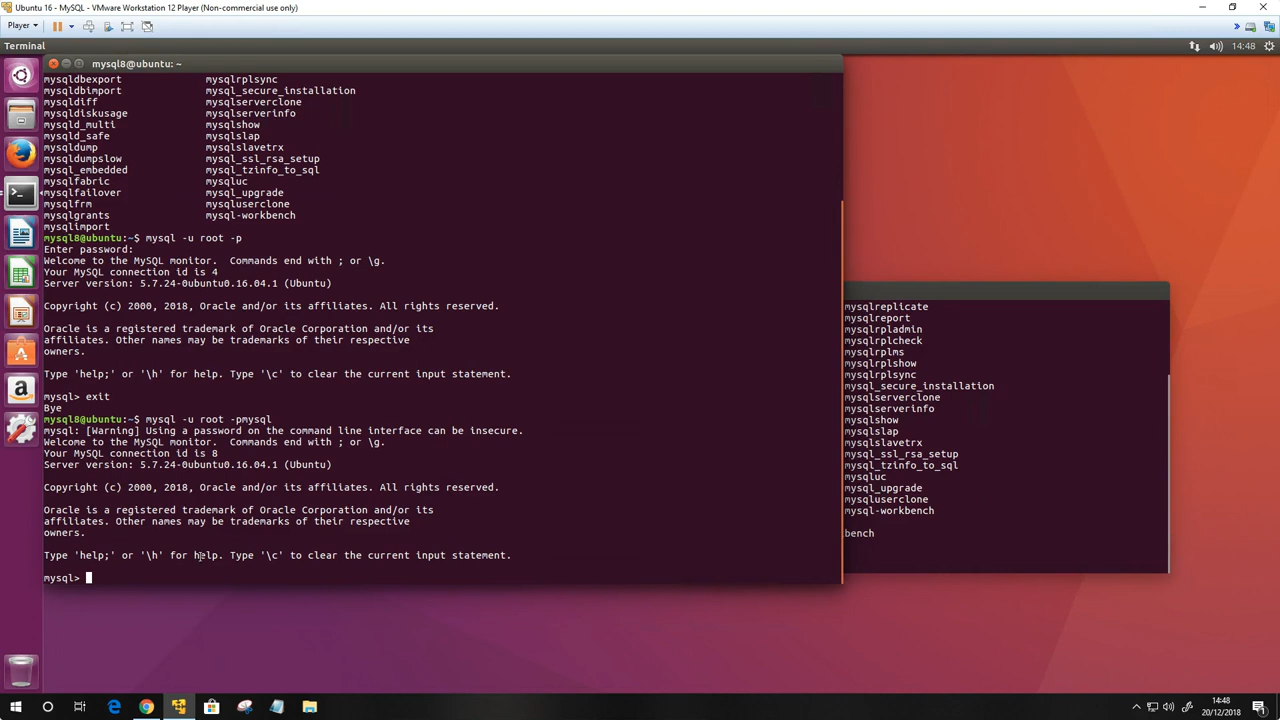 Ubuntu 16 - MySQL - VMware Workstation 12 Player (Non-commercial use only)
Player
Terminal
14:48
mysql8@ubuntu: ~
mysqldbexport mysqlrplsync
mysqldbimport mysql_secure_installation
mysqldiff mysqlserverclone
mysqldiskusage mysqlserverinfo
mysqld_multi mysqlshow
mysqld_safe mysqlslap
mysqldump mysqlslavetrx
mysqldumpslow mysql_ssl_rsa_setup
mysql_embedded mysql_tzinfo_to_sql
mysqlfabric mysqluc
mysqlfailover mysql_upgrade
mysqlfrm mysqluserclone
mysqlgrants mysql-workbench
mysqlimport
mysql8@ubuntu:~$ mysql -u root -p
Enter password:
Welcome to the MySQL monitor.  Commands end with ; or \g.
Your MySQL connection id is 4
Server version: 5.7.24-0ubuntu0.16.04.1 (Ubuntu)
Copyright (c) 2000, 2018, Oracle and/or its affiliates. All rights reserved.
Oracle is a registered trademark of Oracle Corporation and/or its
affiliates. Other names may be trademarks of their respective
owners.
Type 'help;' or '\h' for help. Type '\c' to clear the current input statement.
mysql> exit
Bye
mysql8@ubuntu:~$ mysql -u root -pmysql
mysql: [Warning] Using a password on the command line interface can be insecure.
Welcome to the MySQL monitor.  Commands end with ; or \g.
Your MySQL connection id is 8
Server version: 5.7.24-0ubuntu0.16.04.1 (Ubuntu)
Copyright (c) 2000, 2018, Oracle and/or its affiliates. All rights reserved.
Oracle is a registered trademark of Oracle Corporation and/or its
affiliates. Other names may be trademarks of their respective
owners.
Type 'help;' or '\h' for help. Type '\c' to clear the current input statement.
mysql>
mysqlreplicate
mysqlreport
mysqlrpladmin
mysqlrplcheck
mysqlrplms
mysqlrplshow
mysqlrplsync
mysql_secure_installation
mysqlserverclone
mysqlserverinfo
mysqlshow
mysqlslap
mysqlslavetrx
mysql_ssl_rsa_setup
mysql_tzinfo_to_sql
mysqluc
mysql_upgrade
mysqluserclone
mysql-workbench
bench
14:48
20/12/2018